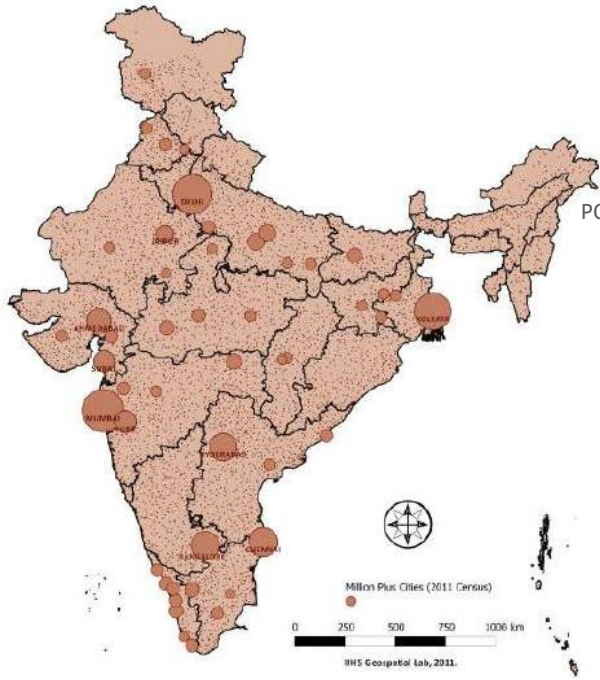 DELHI
PO
JAIPUR
AHMEDABAD
KOLKATA
SURAT
MUMBAI
PUNE
HYDERABAD
BANGALORE
CHENNAI
Million Plus Cities (2011 Census)
0 250 500 750 1000 km
IIHS Geospatial Lab, 2011.